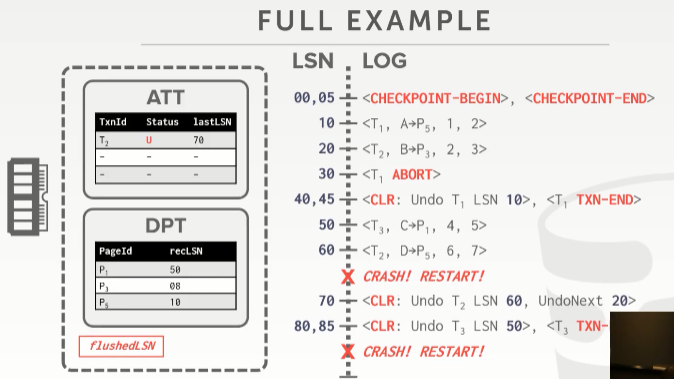 FULL EXAMPLE
ATT
TxnId Status lastLSN
T₂ U 70
- - -
- - -
DPT
PageId recLSN
P₁ 50
P₃ 08
P₅ 10
flushedLSN
LSN LOG
00,05 <CHECKPOINT-BEGIN>, <CHECKPOINT-END>
10 <T₁, A→P₅, 1, 2>
20 <T₂, B→P₃, 2, 3>
30 <T₁ ABORT>
40,45 <CLR: Undo T₁ LSN 10>, <T₁ TXN-END>
50 <T₃, C→P₁, 4, 5>
60 <T₂, D→P₅, 6, 7>
X CRASH! RESTART!
70 <CLR: Undo T₂ LSN 60, UndoNext 20>
80,85 <CLR: Undo T₃ LSN 50>, <T₃ TXN-
X CRASH! RESTART!